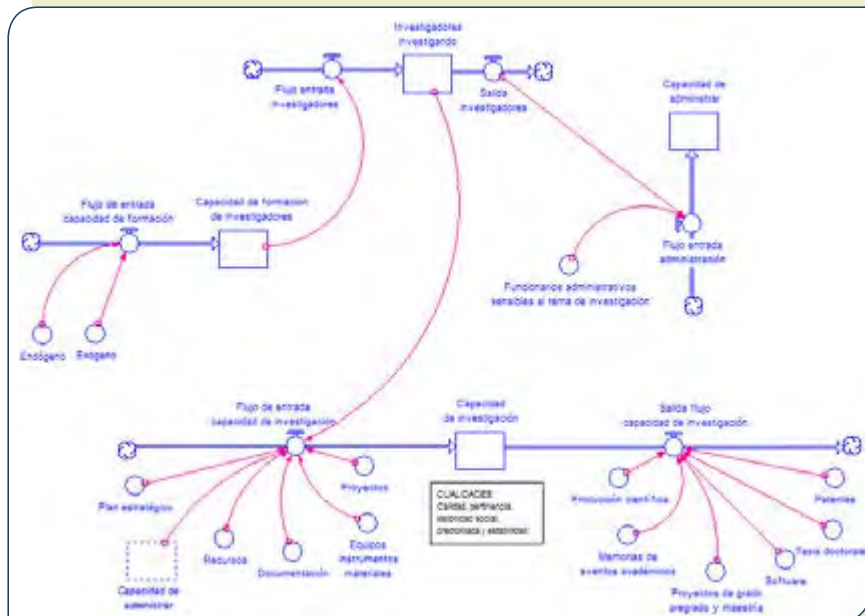 Investigadores
investigando
Flujo entrada
investigadores
Salida
investigadores
Capacidad de
administrar
Flujo de entrada
capacidad de formación
Capacidad de formación
de investigadores
Flujo entrada
administración
Funcionarios administrativos
sensibles al tema de investigación
Endógeno
Exógeno
Flujo de entrada
capacidad de investigación
Capacidad
de investigación
Salida flujo
capacidad de investigación
Plan estratégico
Proyectos
CUALIDADES
Calidad, pertinencia,
visibilidad social,
y estabilidad
Producción científica
Patentes
Capacidad de
administrar
Recursos
Documentación
Equipos
instrumentos
materiales
Memorias de
eventos académicos
Proyectos de grado
pregrado y maestría
Software
Tesis doctorales